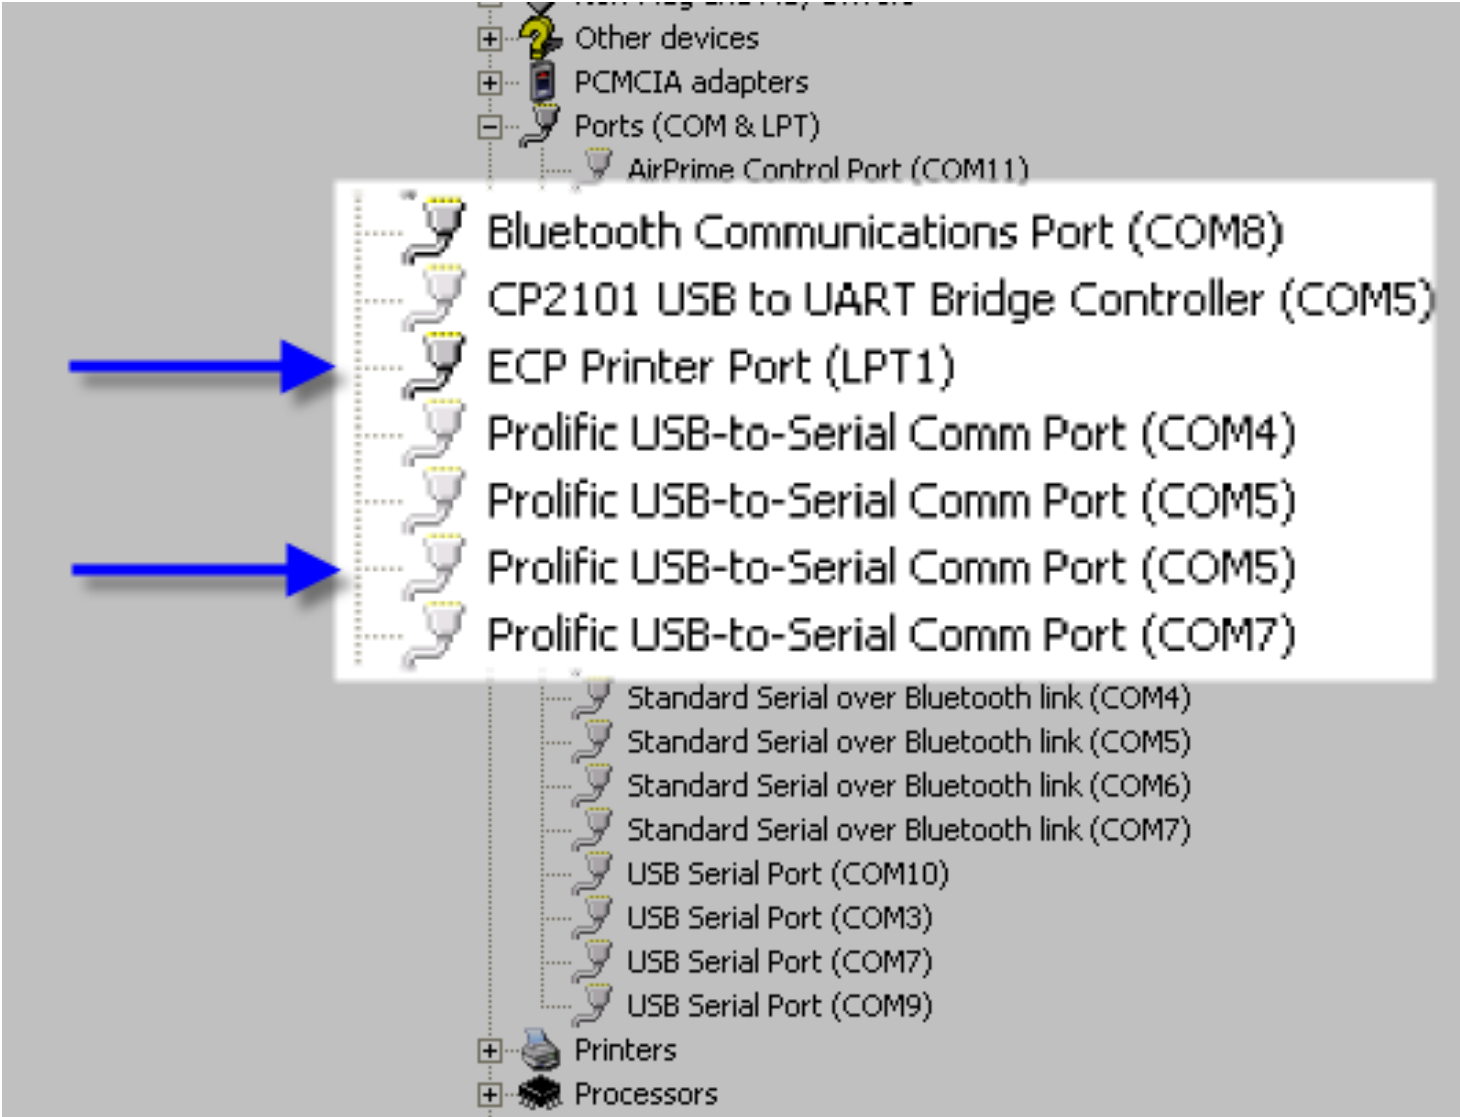 Other devices
PCMCIA adapters
Ports (COM & LPT)
AirPrime Control Port (COM11)
Bluetooth Communications Port (COM8)
CP2101 USB to UART Bridge Controller (COM5)
ECP Printer Port (LPT1)
Prolific USB-to-Serial Comm Port (COM4)
Prolific USB-to-Serial Comm Port (COM5)
Prolific USB-to-Serial Comm Port (COM5)
Prolific USB-to-Serial Comm Port (COM7)
Standard Serial over Bluetooth link (COM4)
Standard Serial over Bluetooth link (COM5)
Standard Serial over Bluetooth link (COM6)
Standard Serial over Bluetooth link (COM7)
USB Serial Port (COM10)
USB Serial Port (COM3)
USB Serial Port (COM7)
USB Serial Port (COM9)
Printers
Processors